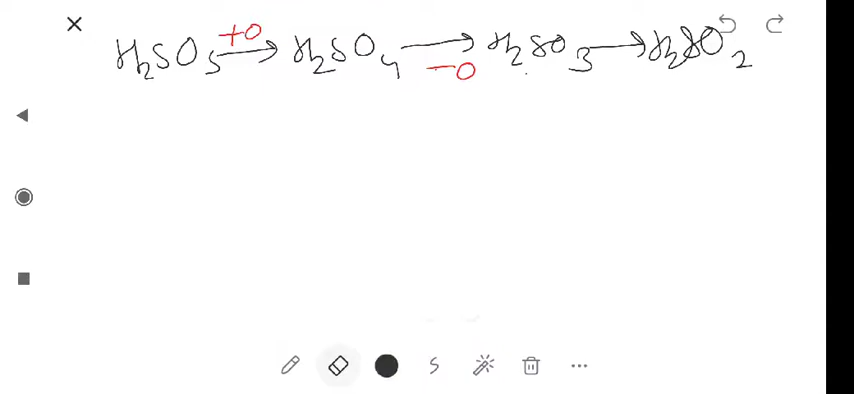 H₂SO₅ +O → H₂SO₄ −O → H₂SO₃ → H₂SO₂